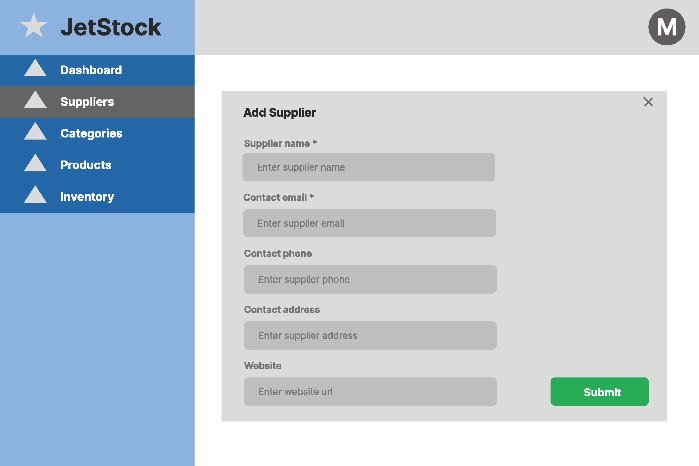 JetStock
M
Dashboard
Suppliers
Categories
Products
Inventory
Add Supplier
Supplier name *
Enter supplier name
Contact email *
Enter supplier email
Contact phone
Enter supplier phone
Contact address
Enter supplier address
Website
Enter website url
Submit